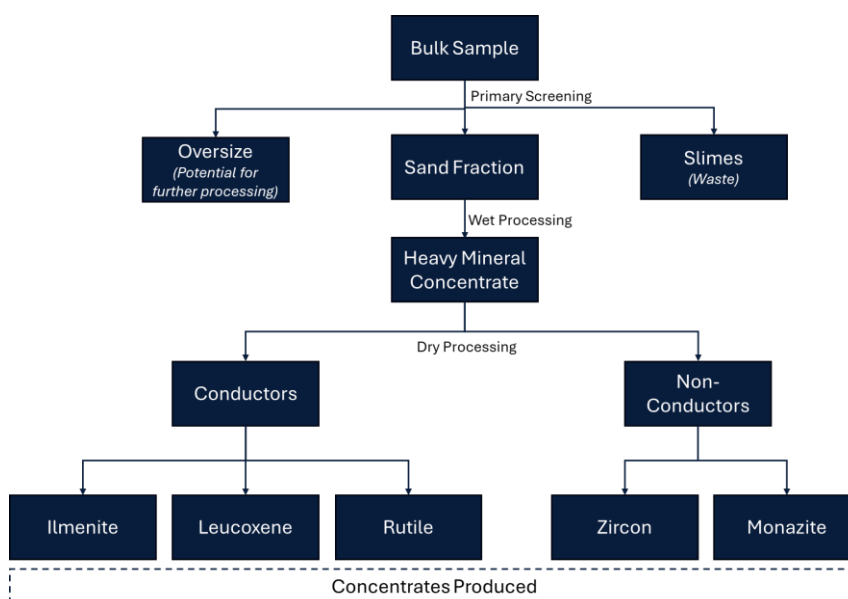 Bulk Sample
Primary Screening
Oversize
(Potential for
further processing)
Sand Fraction
Slimes
(Waste)
Wet Processing
Heavy Mineral
Concentrate
Dry Processing
Conductors
Non-
Conductors
Ilmenite
Leucoxene
Rutile
Zircon
Monazite
Concentrates Produced